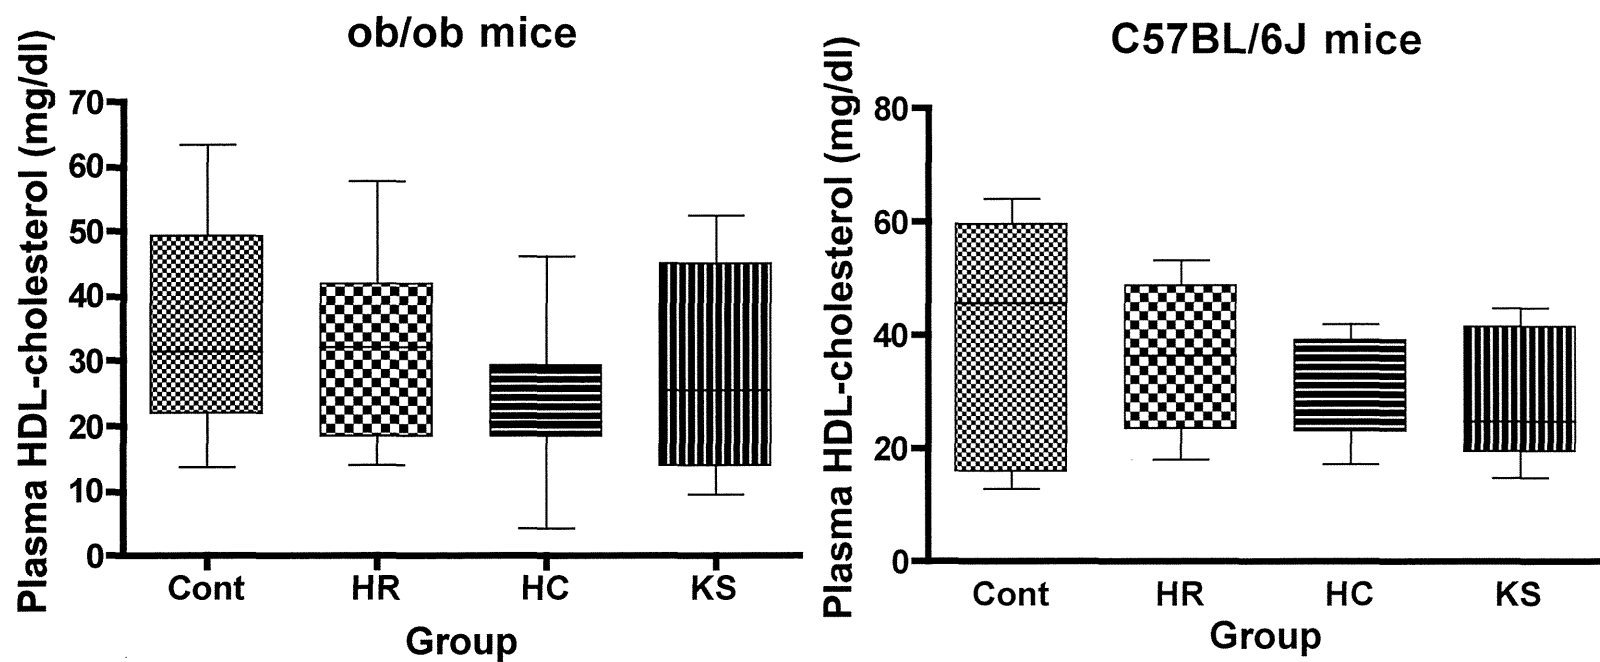 ob/ob mice
Plasma HDL-cholesterol (mg/dl)
70
60
50
40
30
20
10
0
Cont HR HC KS
Group
C57BL/6J mice
Plasma HDL-cholesterol (mg/dl)
80
60
40
20
0
Cont HR HC KS
Group